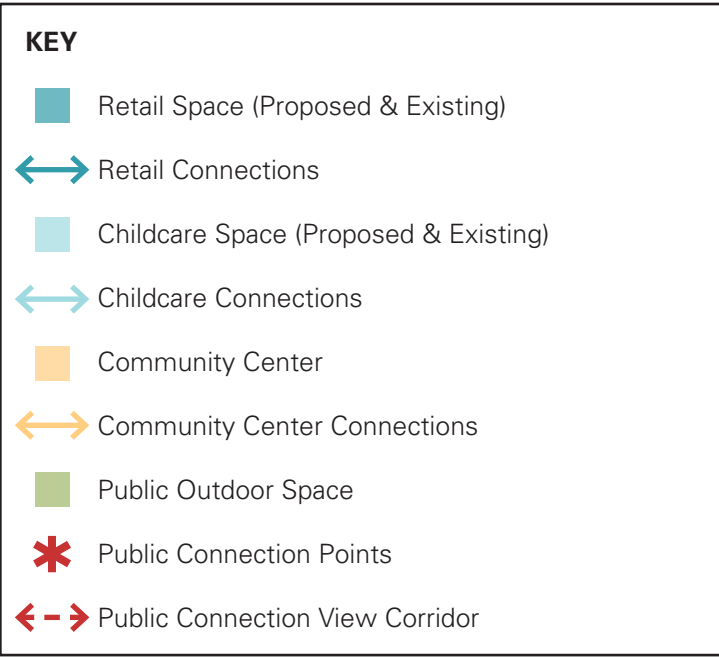 KEY
Retail Space (Proposed & Existing)
Retail Connections
Childcare Space (Proposed & Existing)
Childcare Connections
Community Center
Community Center Connections
Public Outdoor Space
Public Connection Points
Public Connection View Corridor